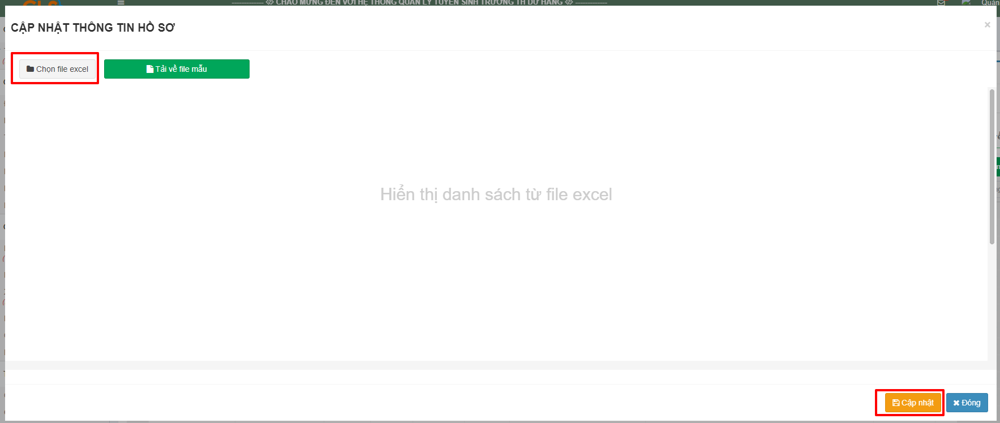 ------------- CHÀO MỪNG ĐẾN VỚI HỆ THỐNG QUẢN LÝ TUYỂN SINH TRƯỜNG TH DƯ HÀNG -------------
Quản
CẬP NHẬT THÔNG TIN HỒ SƠ
×
Chọn file excel
Tải về file mẫu
Hiển thị danh sách từ file excel
Cập nhật
Đóng